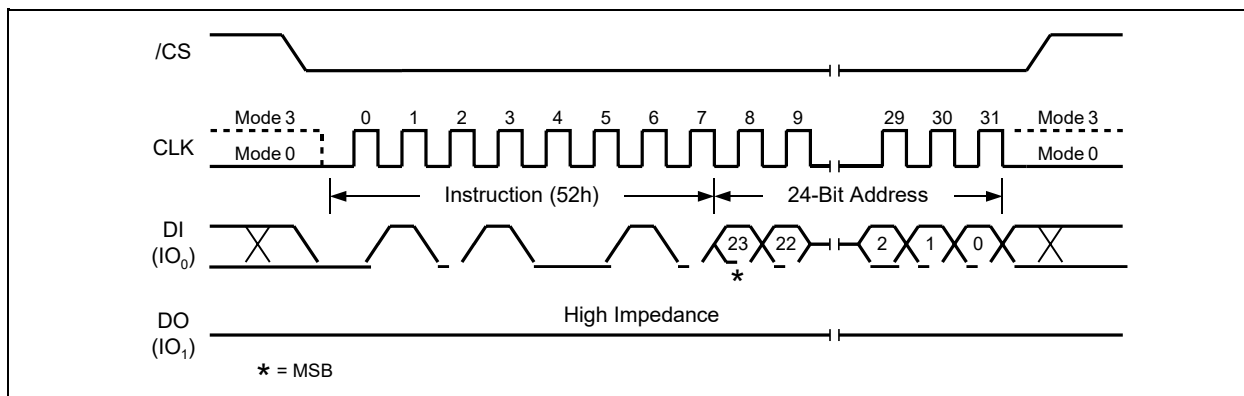 /CS
Mode 3 0 1 2 3 4 5 6 7 8 9 29 30 31 Mode 3
CLK
Mode 0 Mode 0
Instruction (52h) 24-Bit Address
DI
(IO₀)
23 22 2 1 0
*
High Impedance
DO
(IO₁)
* = MSB